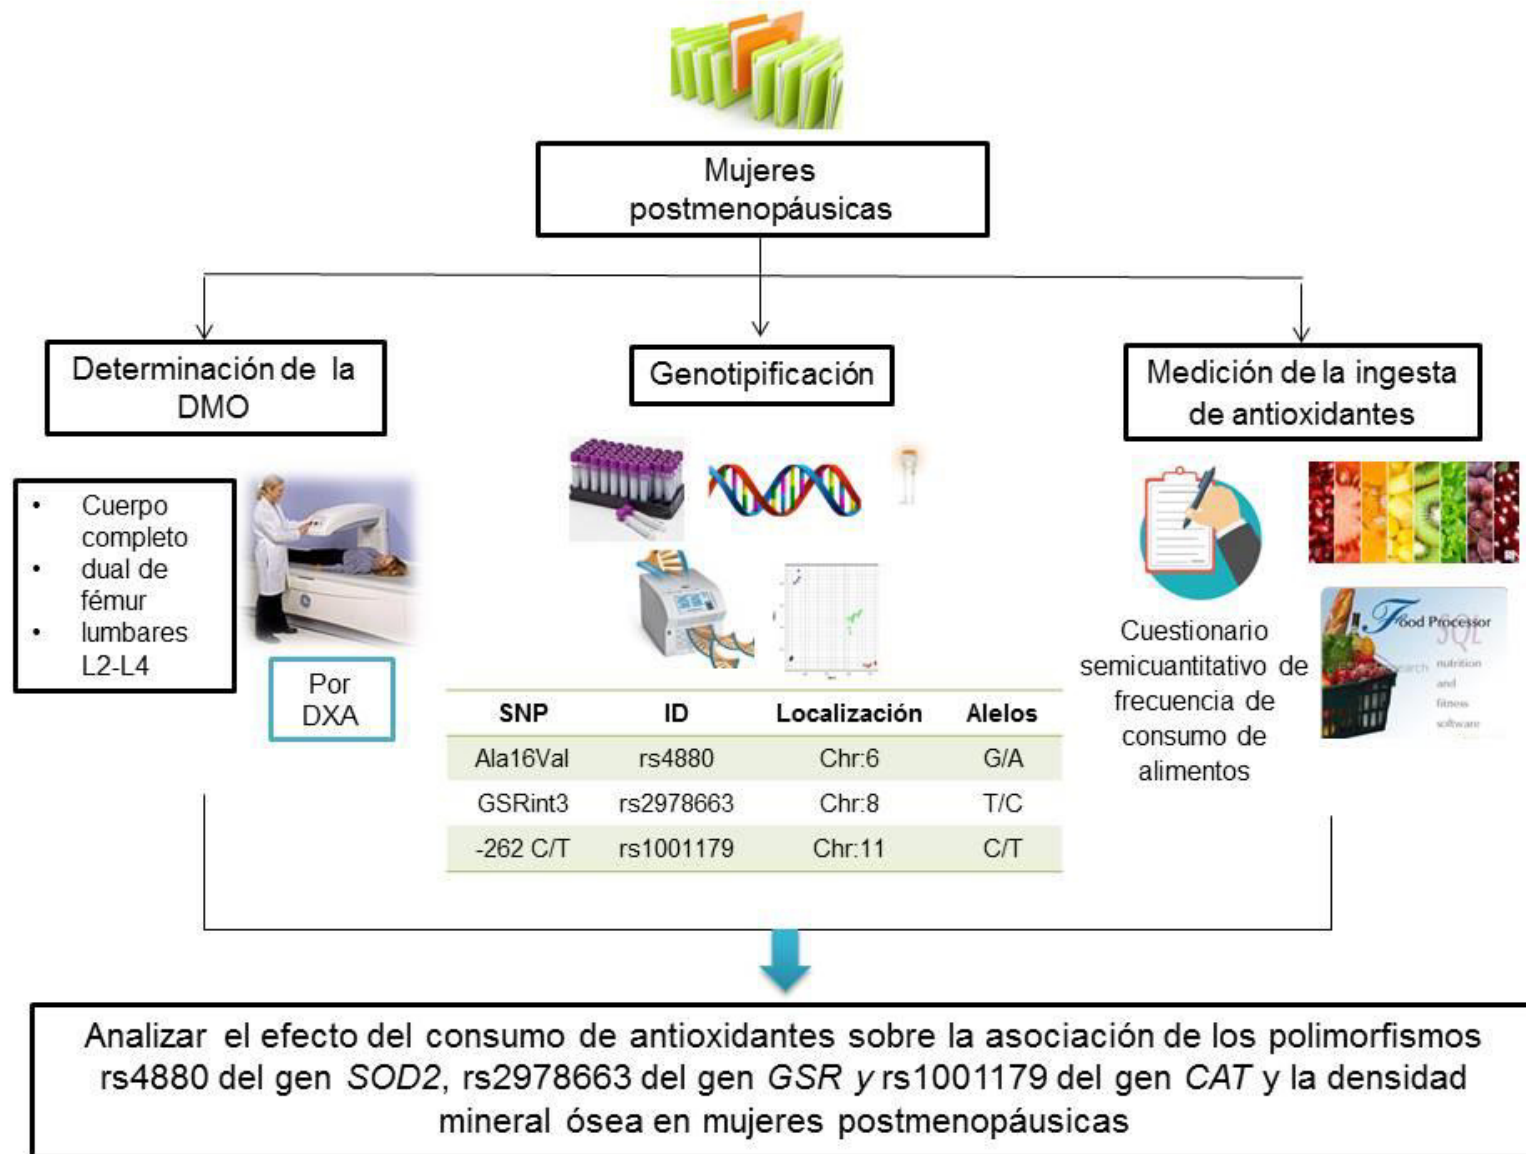 Mujeres
postmenopáusicas
Determinación de la
DMO
• Cuerpo
completo
• dual de
fémur
• lumbares
L2-L4
Por
DXA
Genotipificación
SNP ID Localización Alelos
Ala16Val rs4880 Chr:6 G/A
GSRint3 rs2978663 Chr:8 T/C
-262 C/T rs1001179 Chr:11 C/T
Medición de la ingesta
de antioxidantes
Cuestionario
semicuantitativo de
frecuencia de
consumo de
alimentos
Food Processor
SQL
earch nutrition
and
fitness
software
Analizar el efecto del consumo de antioxidantes sobre la asociación de los polimorfismos
rs4880 del gen SOD2, rs2978663 del gen GSR y rs1001179 del gen CAT y la densidad
mineral ósea en mujeres postmenopáusicas